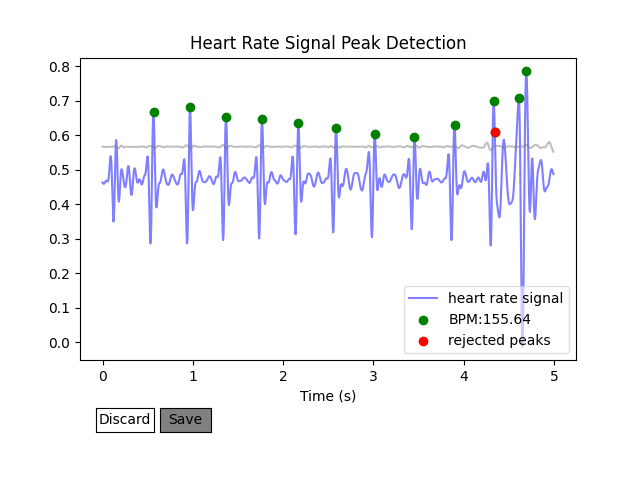 Heart Rate Signal Peak Detection
0.8
0.7
0.6
0.5
0.4
0.3
0.2
0.1
0.0
heart rate signal
BPM:155.64
rejected peaks
0 1 2 3 4 5
Time (s)
Discard Save